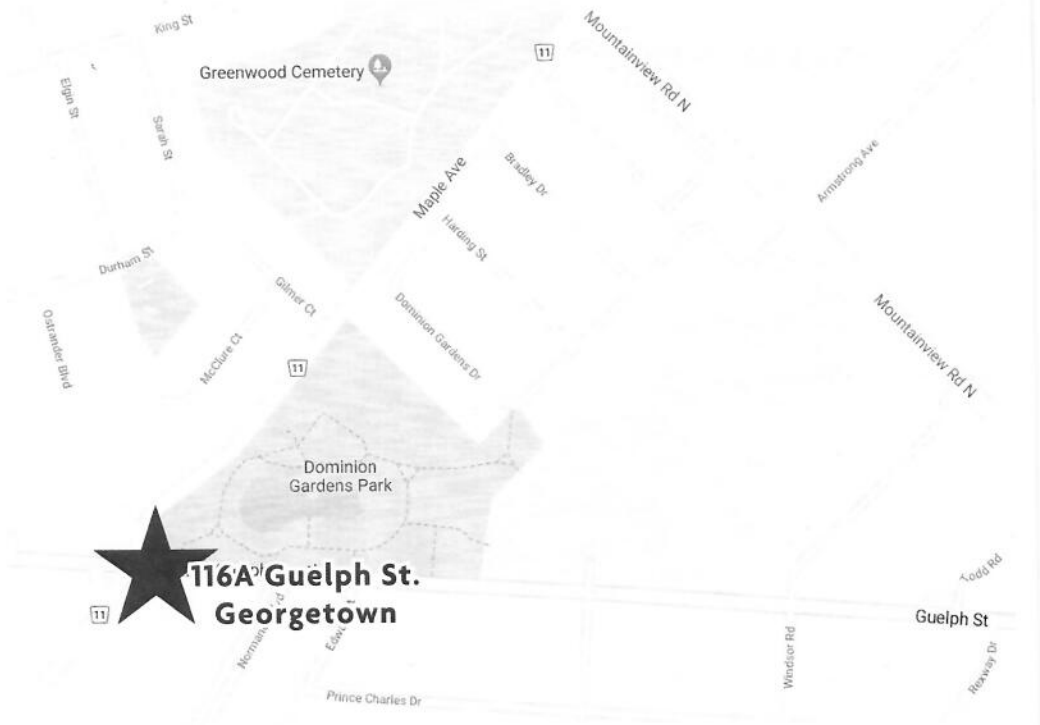 King St
11
Mountainview Rd N
Greenwood Cemetery
Elgin St
Sarah St
Maple Ave
Bradley Dr
Armstrong Ave
Harding St
Durham St
Gilmer Ct
Dominion Gardens Dr
Mountainview Rd N
Ostrander Blvd
McClure Ct
11
Dominion
Gardens Park
116A Guelph St.
Georgetown
11
Todd Rd
Guelph St
Windsor Rd
Rexway Dr
Prince Charles Dr